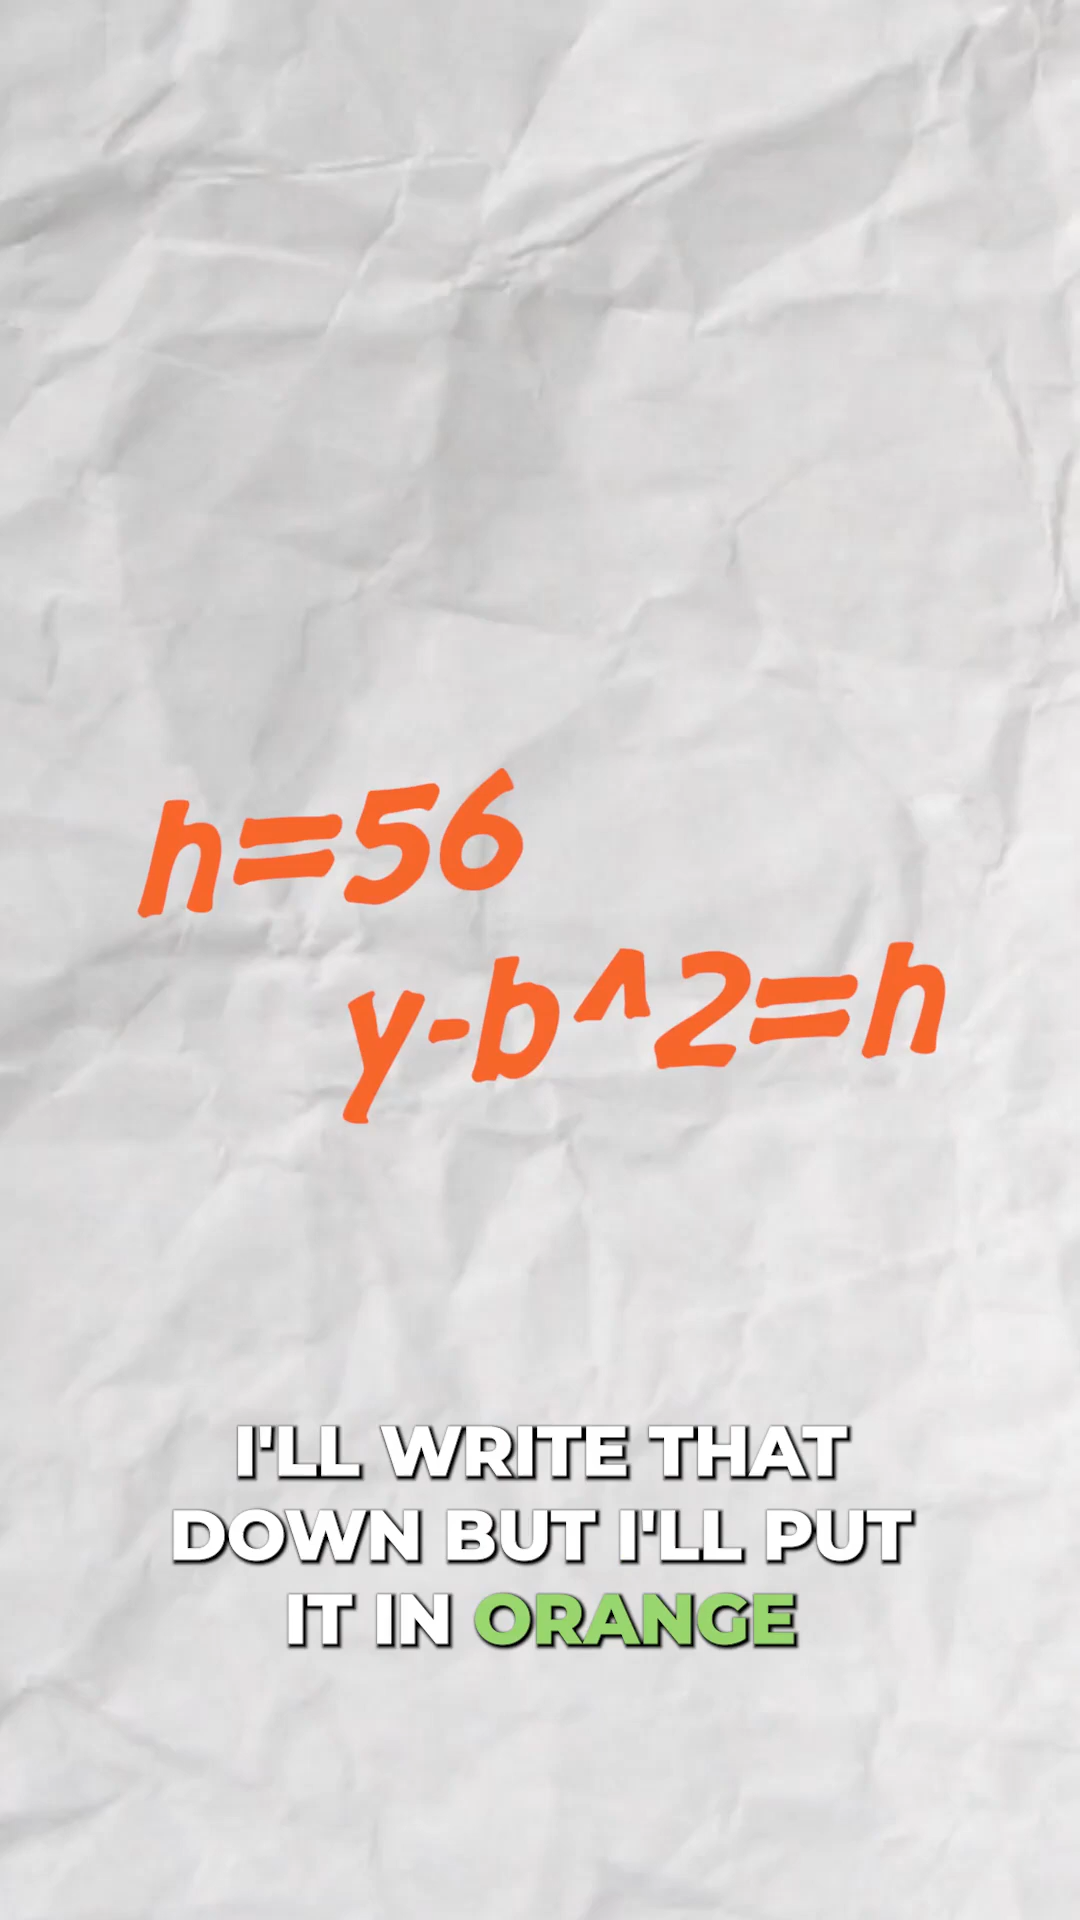 h=56
y-b^2=h
I'LL WRITE THAT
DOWN BUT I'LL PUT
IT IN ORANGE